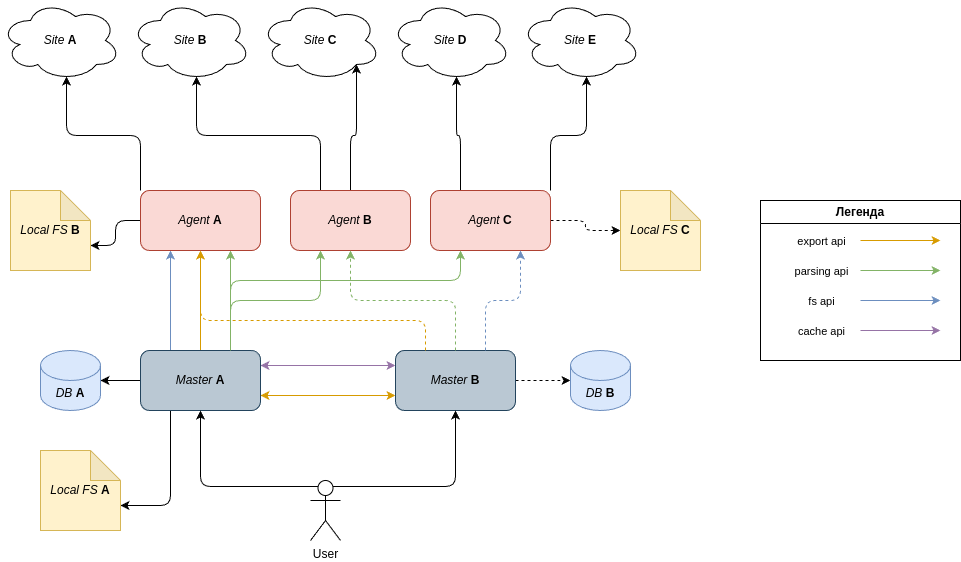 Site A
Site B
Site C
Site D
Site E
Local FS B
Agent A
Agent B
Agent C
Local FS C
Легенда
export api
parsing api
fs api
cache api
DB A
Master A
Master B
DB B
Local FS A
User